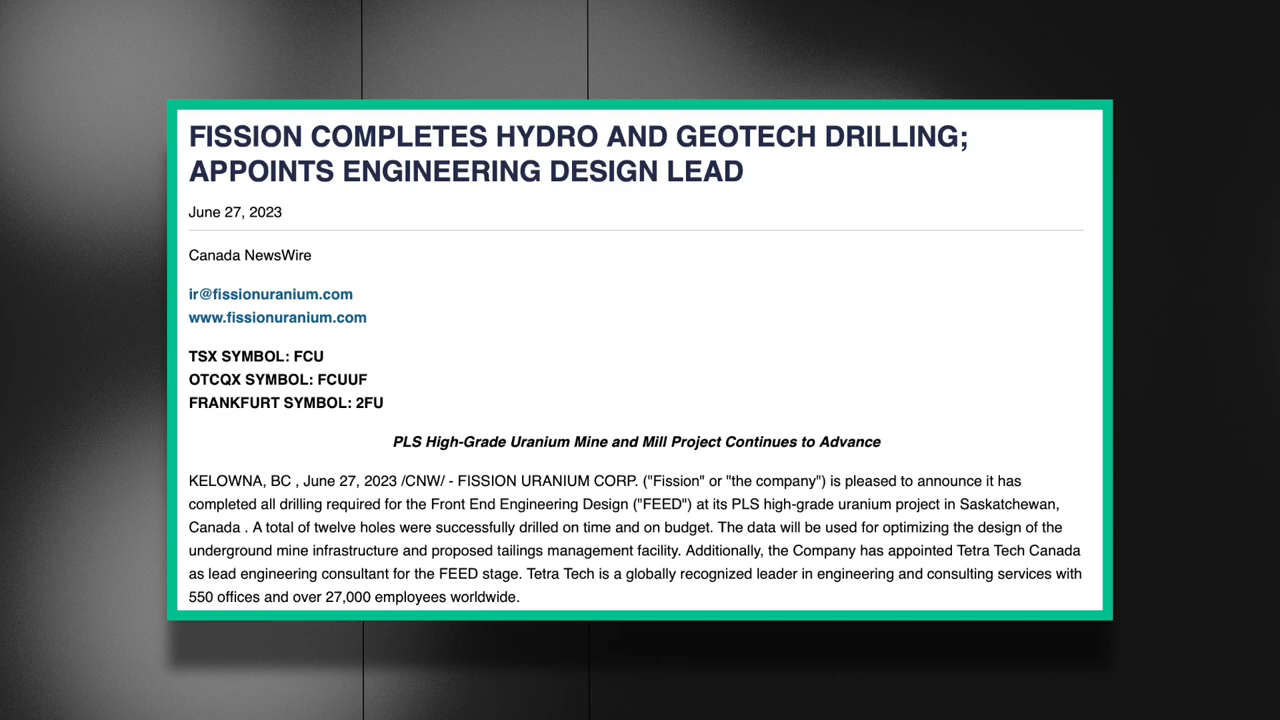 FISSION COMPLETES HYDRO AND GEOTECH DRILLING;
APPOINTS ENGINEERING DESIGN LEAD
June 27, 2023
Canada NewsWire
ir@fissionuranium.com
www.fissionuranium.com
TSX SYMBOL: FCU
OTCQX SYMBOL: FCUUF
FRANKFURT SYMBOL: 2FU
PLS High-Grade Uranium Mine and Mill Project Continues to Advance
KELOWNA, BC , June 27, 2023 /CNW/ - FISSION URANIUM CORP. ("Fission" or "the company") is pleased to announce it has
completed all drilling required for the Front End Engineering Design ("FEED") at its PLS high-grade uranium project in Saskatchewan,
Canada . A total of twelve holes were successfully drilled on time and on budget. The data will be used for optimizing the design of the
underground mine infrastructure and proposed tailings management facility. Additionally, the Company has appointed Tetra Tech Canada
as lead engineering consultant for the FEED stage. Tetra Tech is a globally recognized leader in engineering and consulting services with
550 offices and over 27,000 employees worldwide.